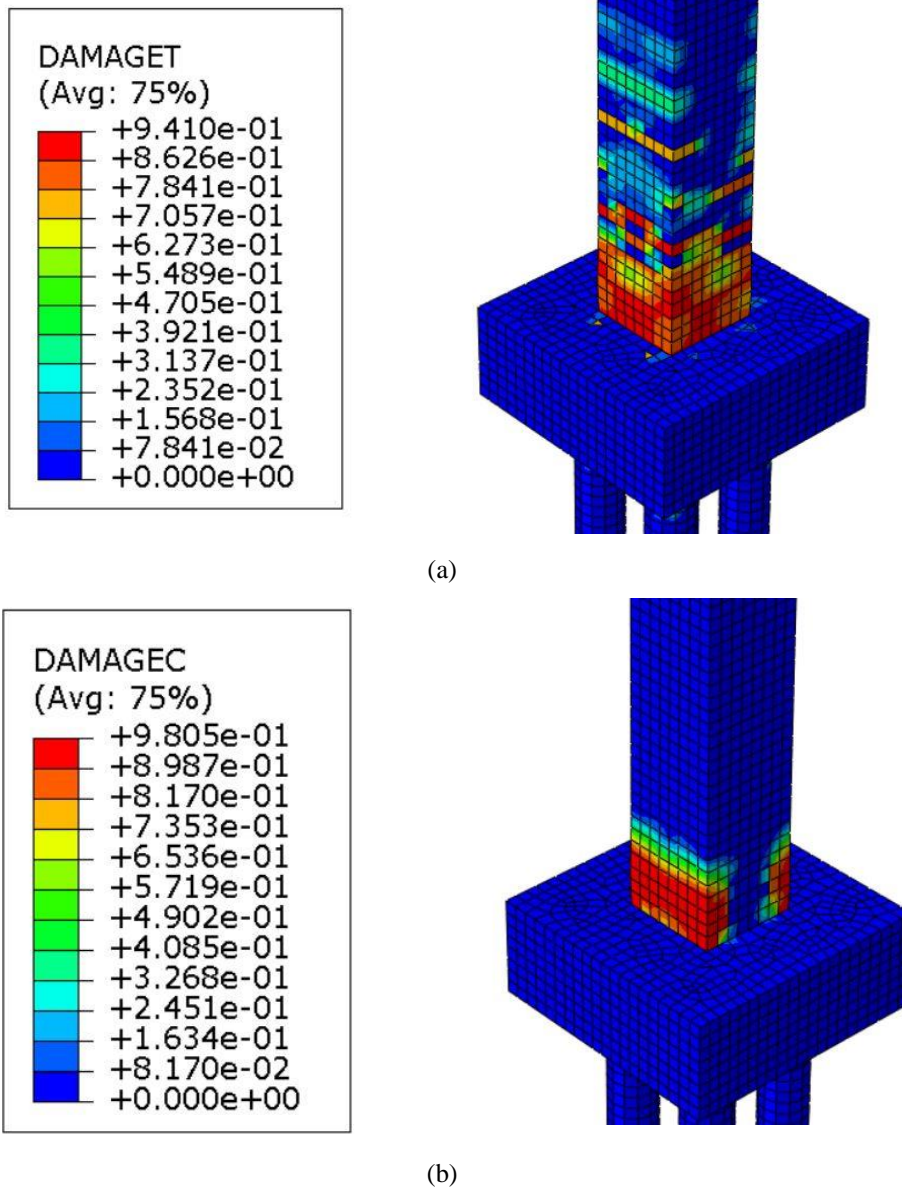 DAMAGET
(Avg: 75%)
+9.410e-01
+8.626e-01
+7.841e-01
+7.057e-01
+6.273e-01
+5.489e-01
+4.705e-01
+3.921e-01
+3.137e-01
+2.352e-01
+1.568e-01
+7.841e-02
+0.000e+00
(a)
DAMAGEC
(Avg: 75%)
+9.805e-01
+8.987e-01
+8.170e-01
+7.353e-01
+6.536e-01
+5.719e-01
+4.902e-01
+4.085e-01
+3.268e-01
+2.451e-01
+1.634e-01
+8.170e-02
+0.000e+00
(b)